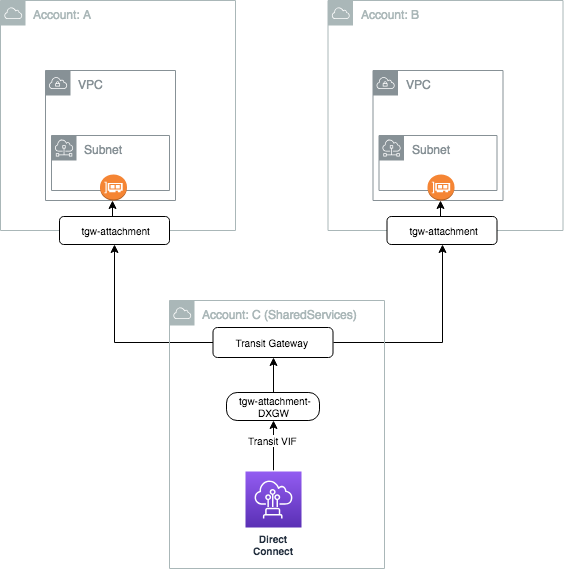 Account: A
Account: B
VPC
VPC
Subnet
Subnet
tgw-attachment
tgw-attachment
Account: C (SharedServices)
Transit Gateway
tgw-attachment-
DXGW
Transit VIF
Direct
Connect